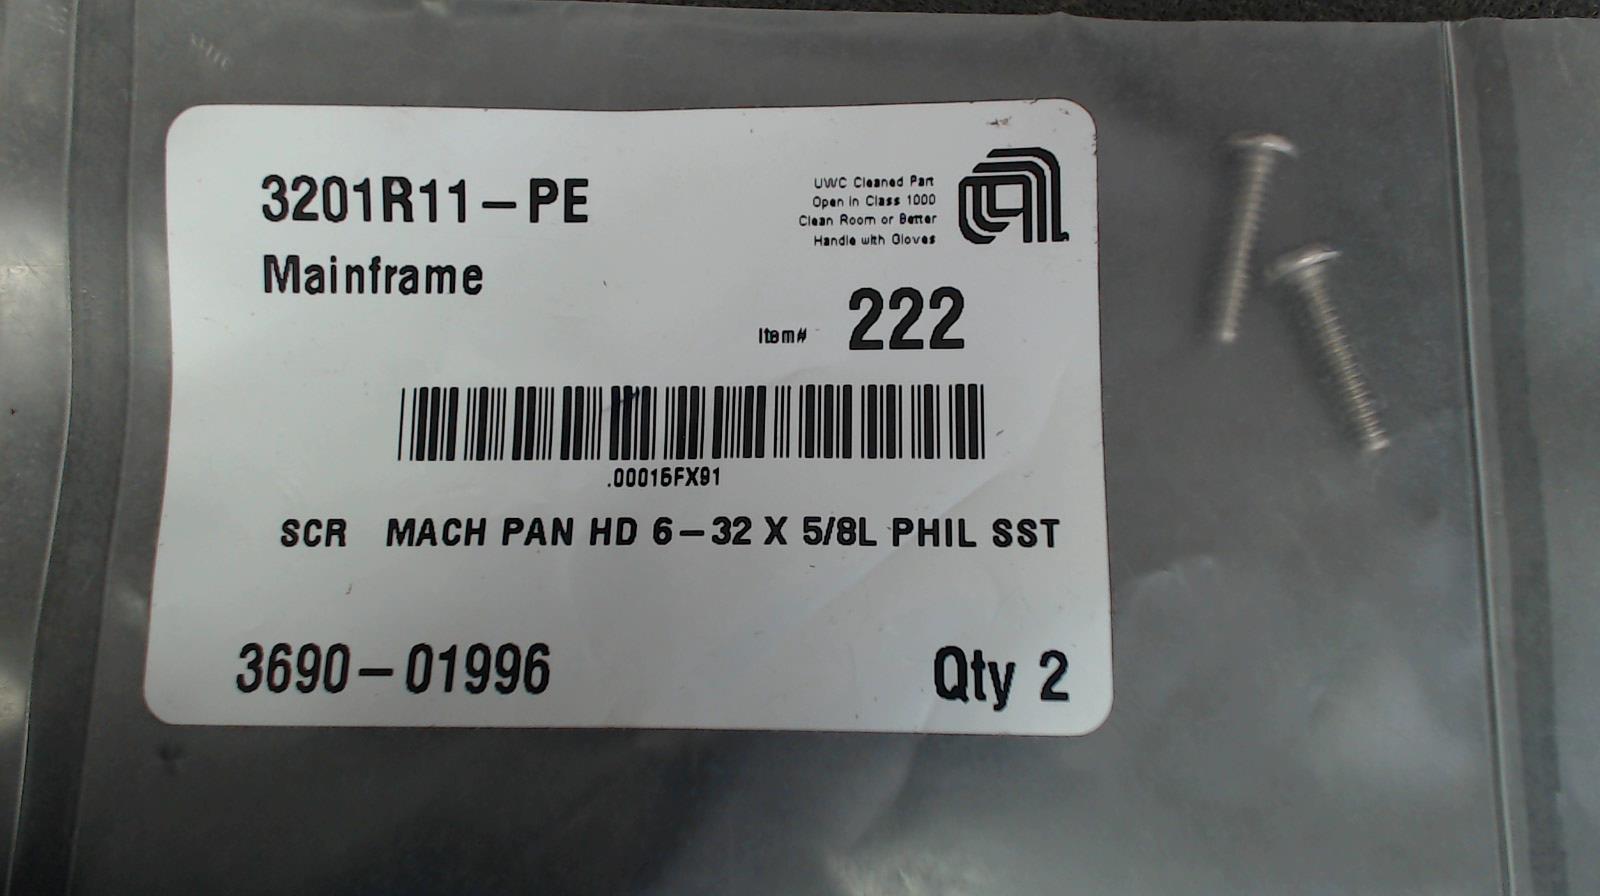 3201R11-PE
Mainframe
UWC Cleaned Part
Open in Class 1000
Clean Room or Better
Handle with Gloves
Item# 222
.00015FX91
SCR MACH PAN HD 6-32 X 5/8L PHIL SST
3690-01996
Qty 2